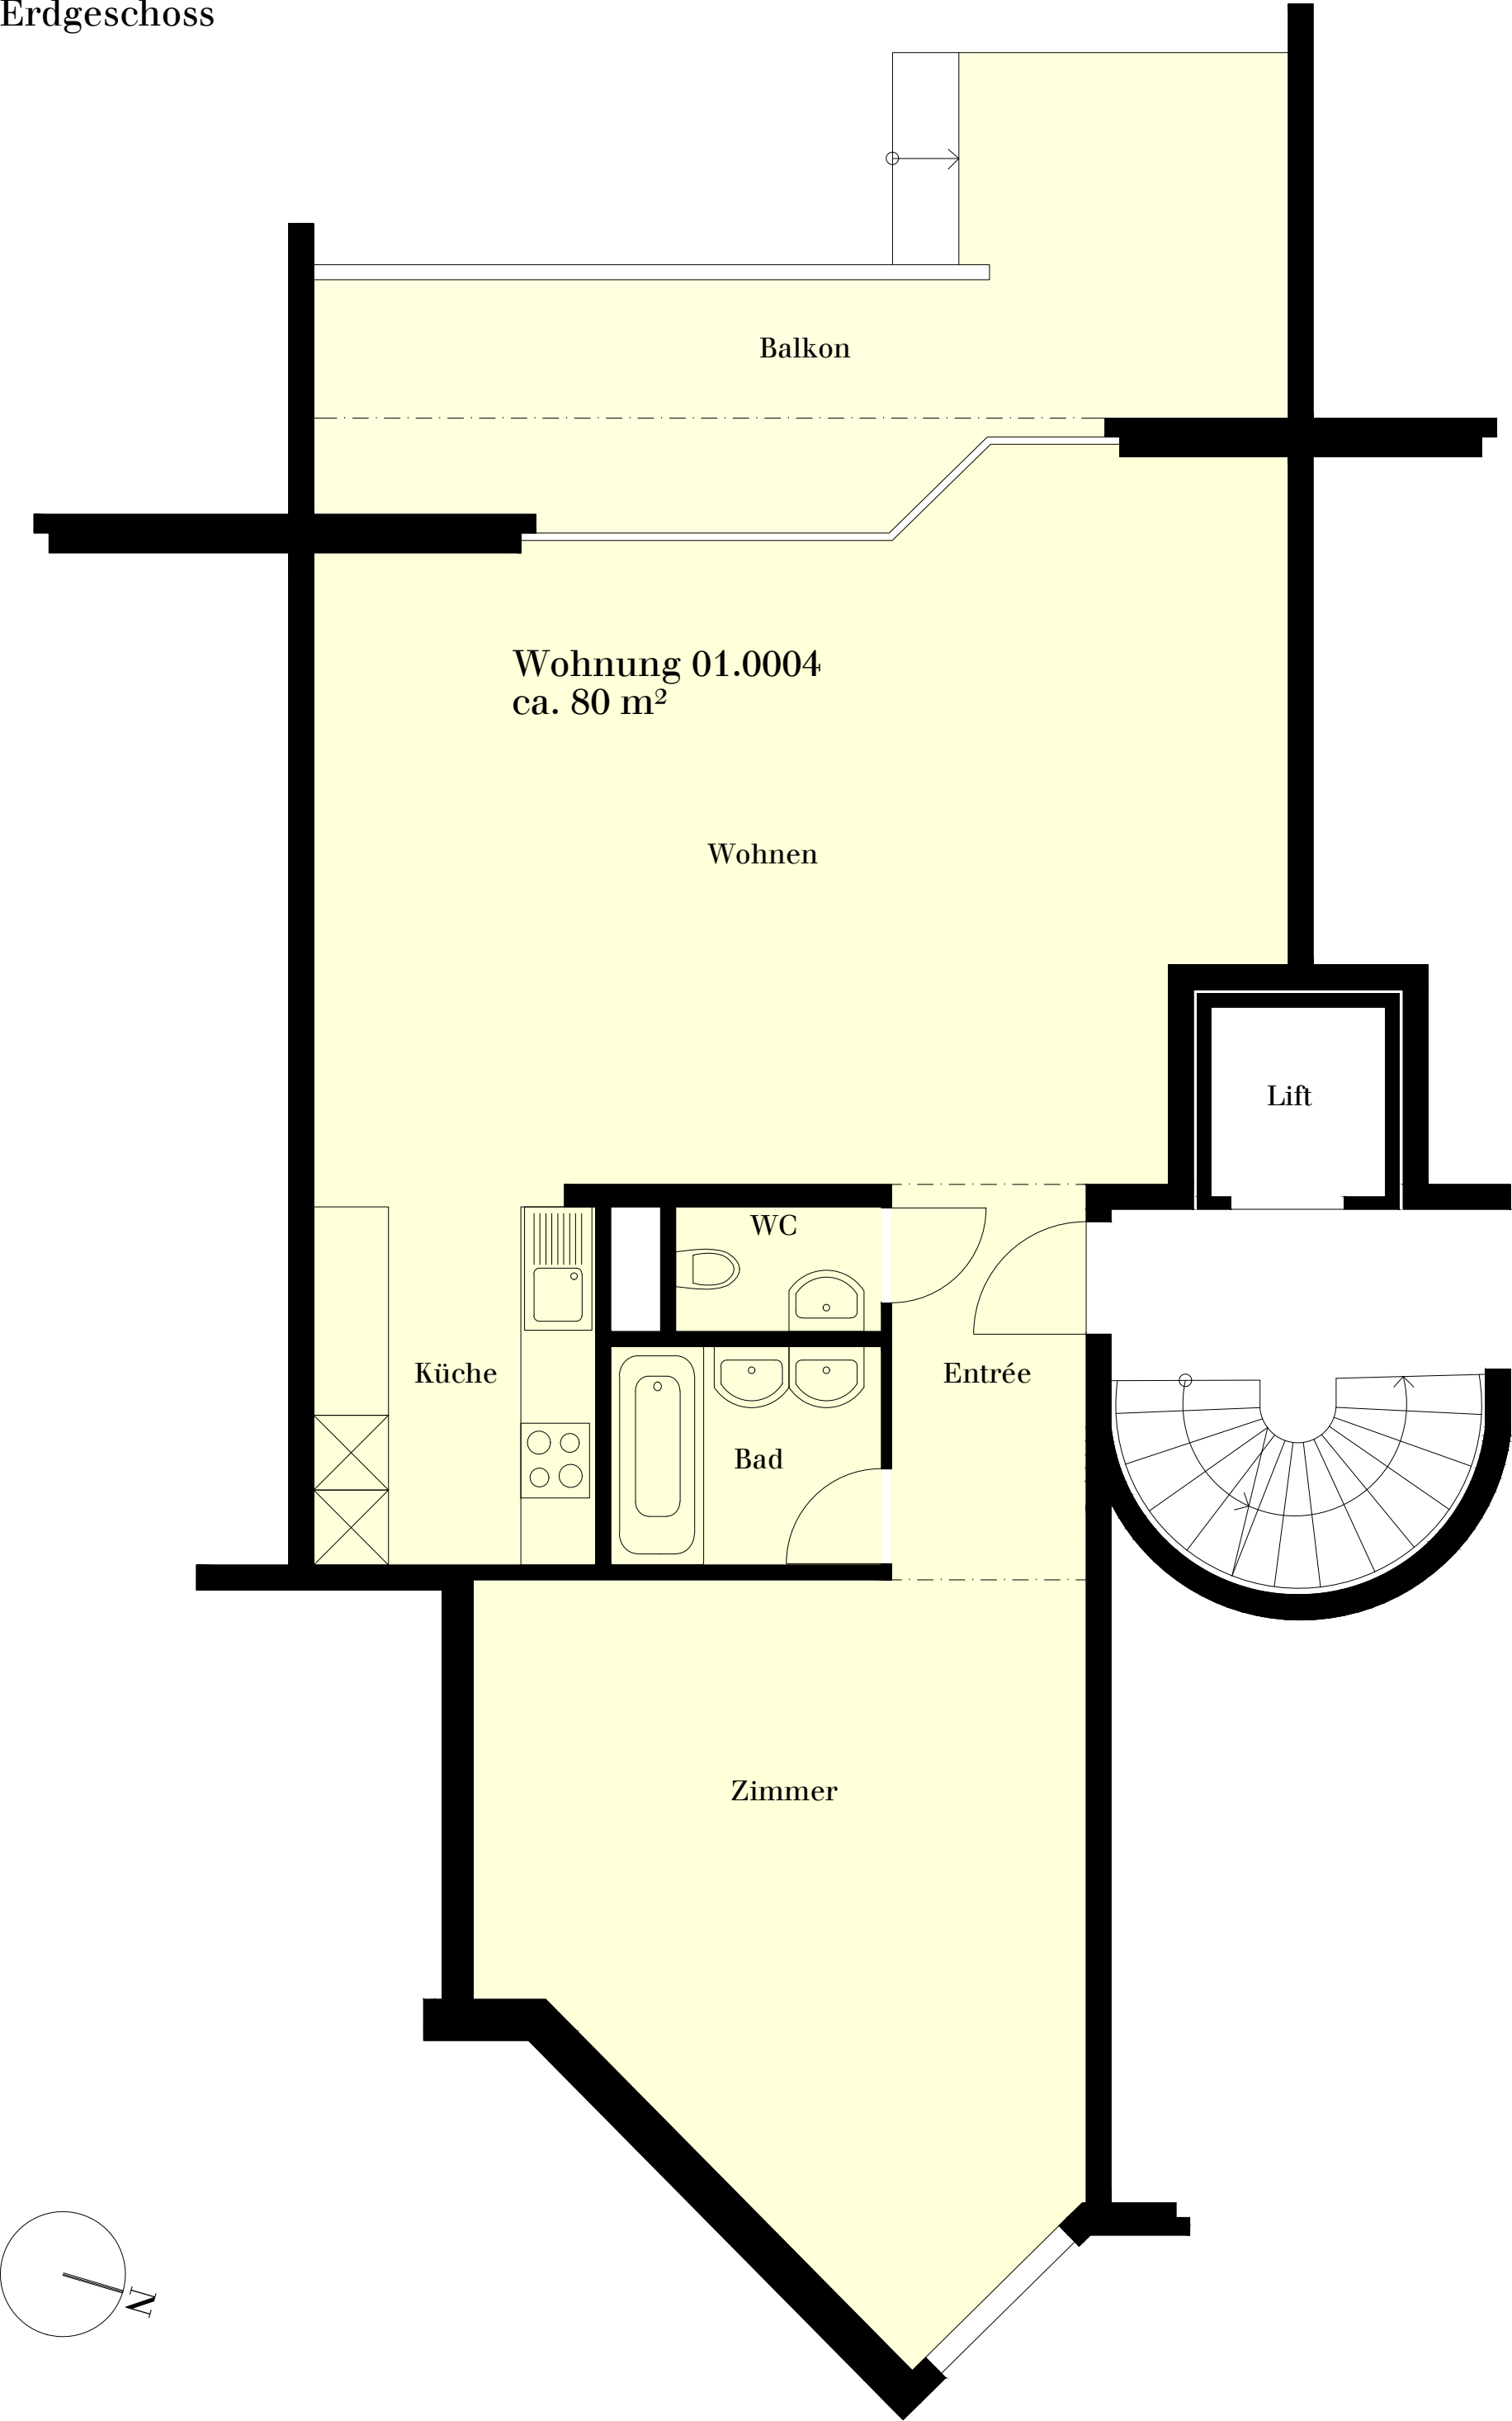 Erdgeschoss
Balkon
Wohnung 01.0004
ca. 80 m²
Wohnen
Lift
WC
Küche
Entrée
Bad
Zimmer
N